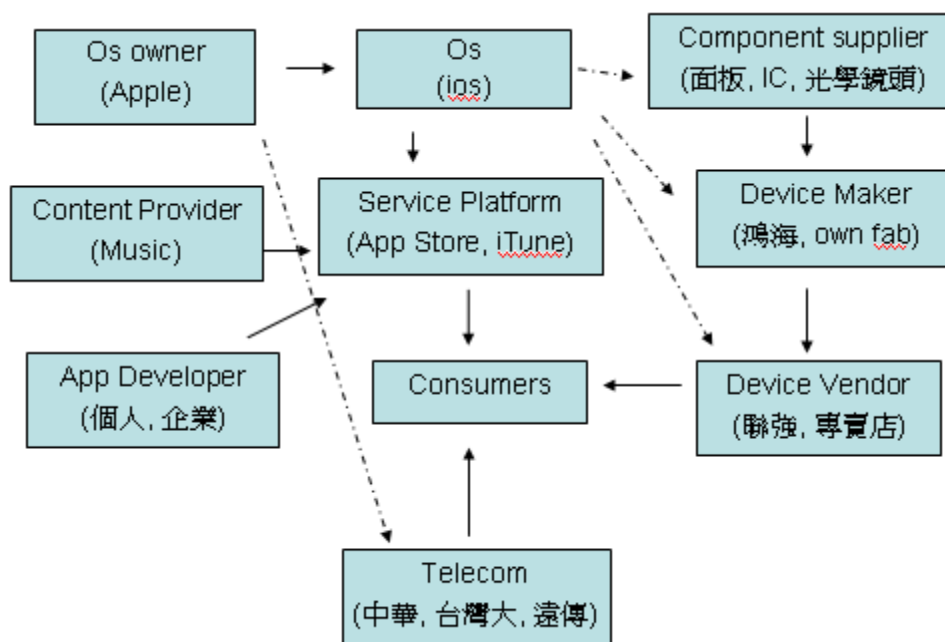 Os owner
(Apple)
Os
(ios)
Component supplier
(面板, IC, 光學鏡頭)
Content Provider
(Music)
Service Platform
(App Store, iTune)
Device Maker
(鴻海, own fab)
App Developer
(個人, 企業)
Consumers
Device Vendor
(聯強, 專賣店)
Telecom
(中華, 台灣大, 遠傳)